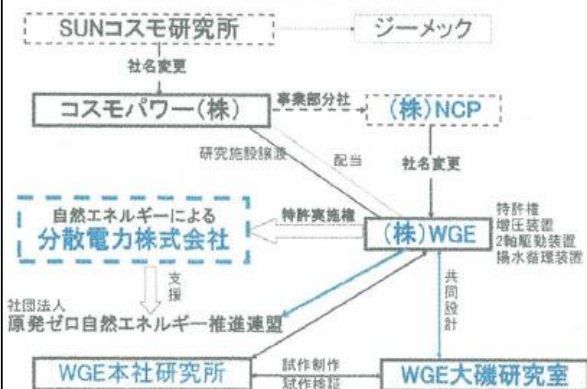 SUNコスモ研究所
ジーメック
社名変更
コスモパワー(株)
事業部分社
(株)NCP
研究施設譲渡
配当
社名変更
自然エネルギーによる
分散電力株式会社
特許実施権
(株)WGE
特許権
増圧装置
2軸駆動装置
揚水循環装置
支援
共同設計
社団法人
原発ゼロ自然エネルギー推進連盟
WGE本社研究所
試作制作
試作検証
WGE大磯研究室